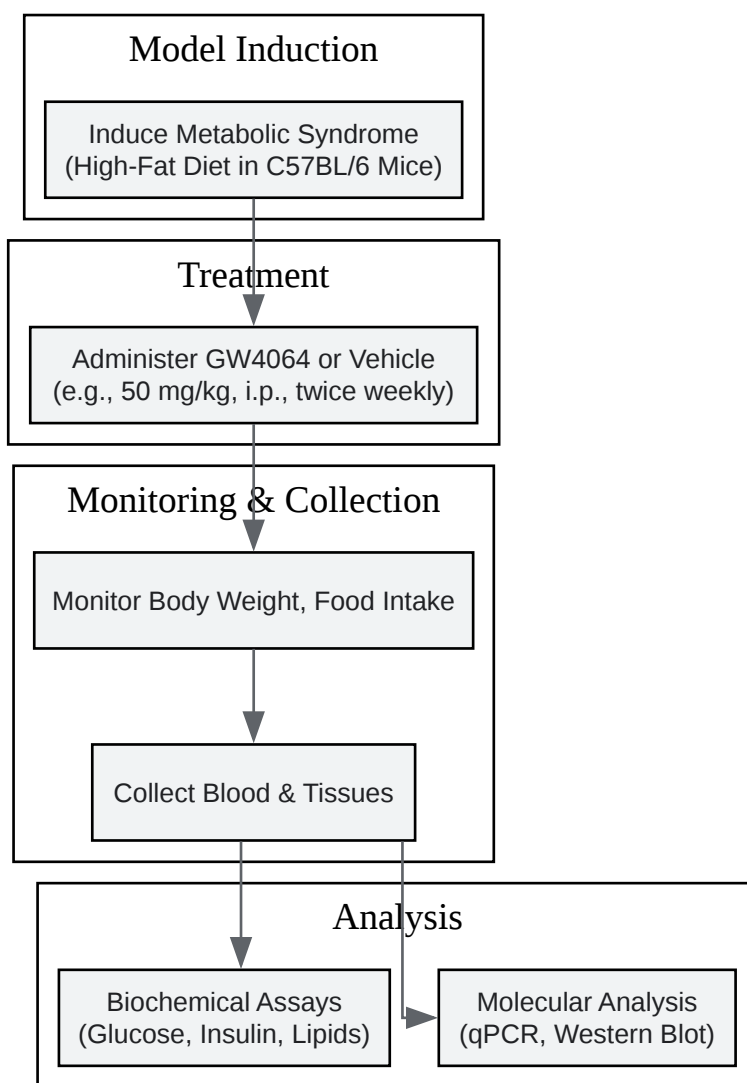 Model Induction
Induce Metabolic Syndrome
(High-Fat Diet in C57BL/6 Mice)
Treatment
Administer GW4064 or Vehicle
(e.g., 50 mg/kg, i.p., twice weekly)
Monitoring & Collection
Monitor Body Weight, Food Intake
Collect Blood & Tissues
Analysis
Biochemical Assays
(Glucose, Insulin, Lipids)
Molecular Analysis
(qPCR, Western Blot)